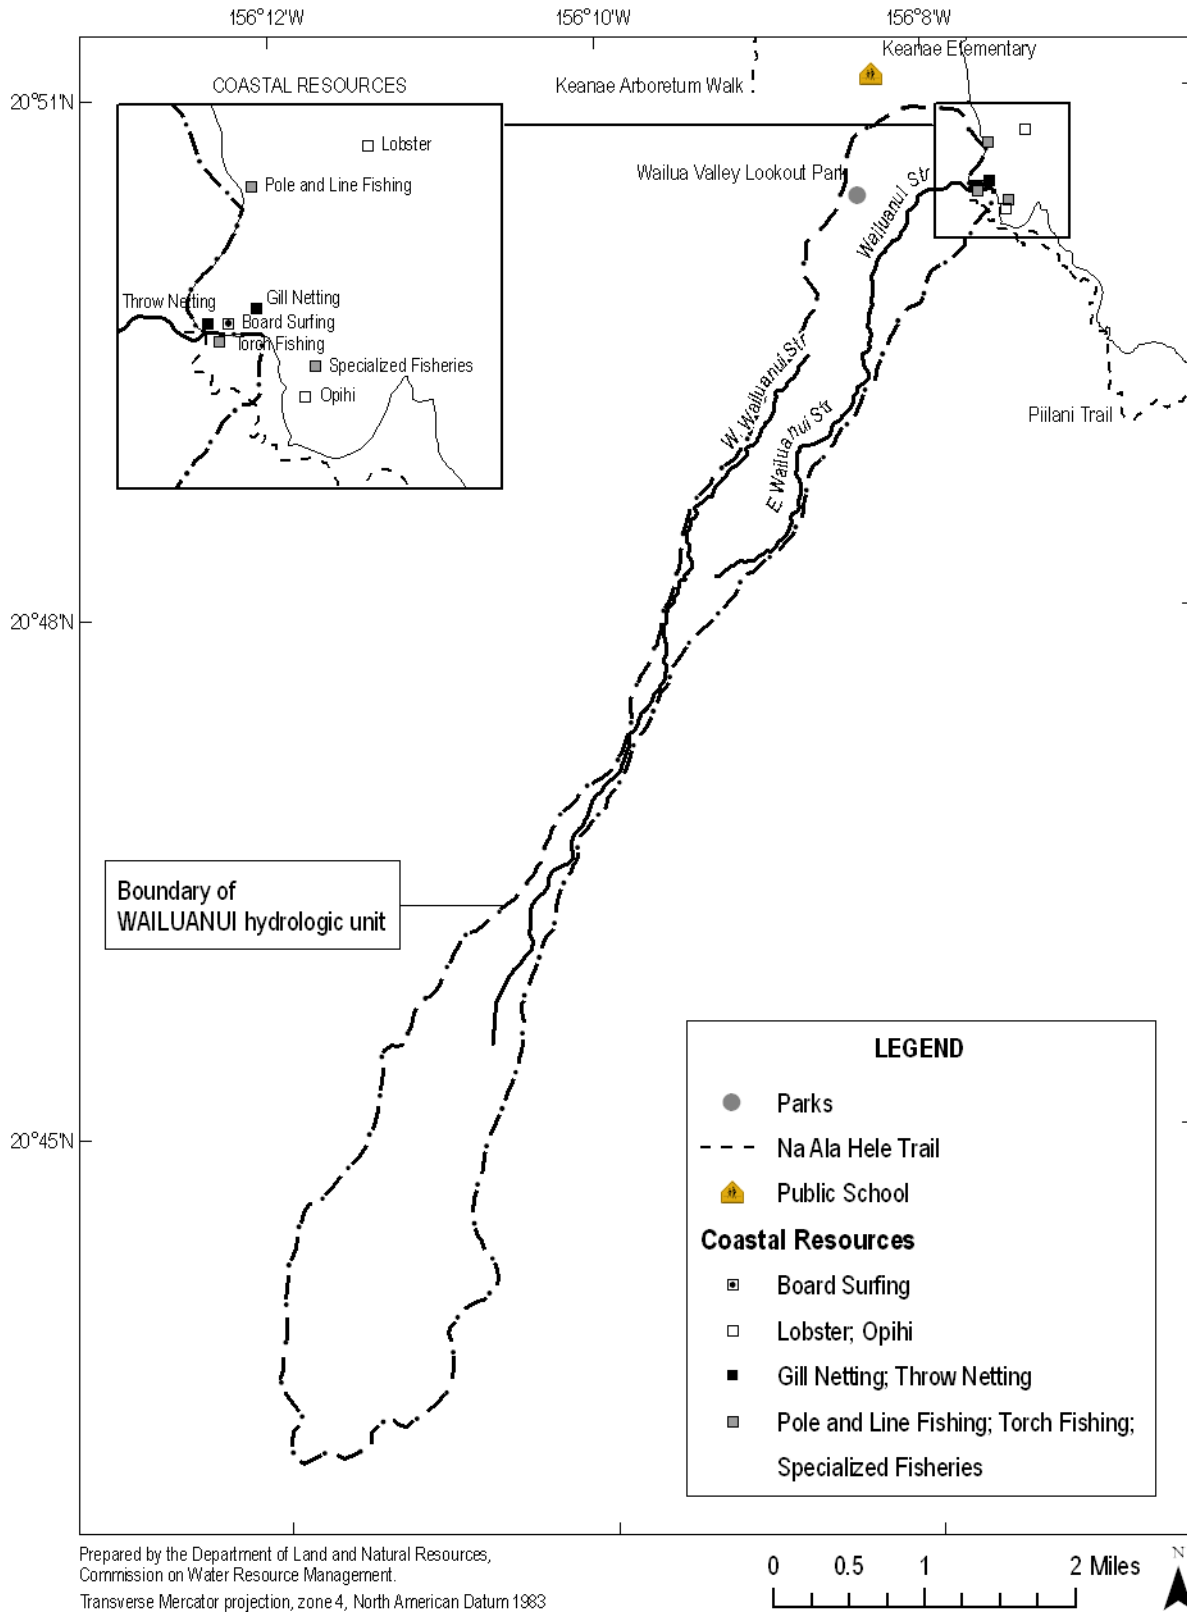 156°12'W
156°10'W
156°8'W
Keanae Elementary
COASTAL RESOURCES
Keanae Arboretum Walk
20°51'N
Lobster
Pole and Line Fishing
Wailua Valley Lookout Park
Wailuanui Str
Throw Netting
Gill Netting
Board Surfing
Torch Fishing
Specialized Fisheries
Opihi
W. Wailuanui Str
E Wailuanui Str
Piilani Trail
20°48'N
Boundary of
WAILUANUI hydrologic unit
20°45'N
LEGEND
Parks
Na Ala Hele Trail
Public School
Coastal Resources
Board Surfing
Lobster; Opihi
Gill Netting; Throw Netting
Pole and Line Fishing; Torch Fishing;
Specialized Fisheries
Prepared by the Department of Land and Natural Resources,
Commission on Water Resource Management.
Transverse Mercator projection, zone 4, North American Datum 1983
0 0.5 1 2 Miles
N